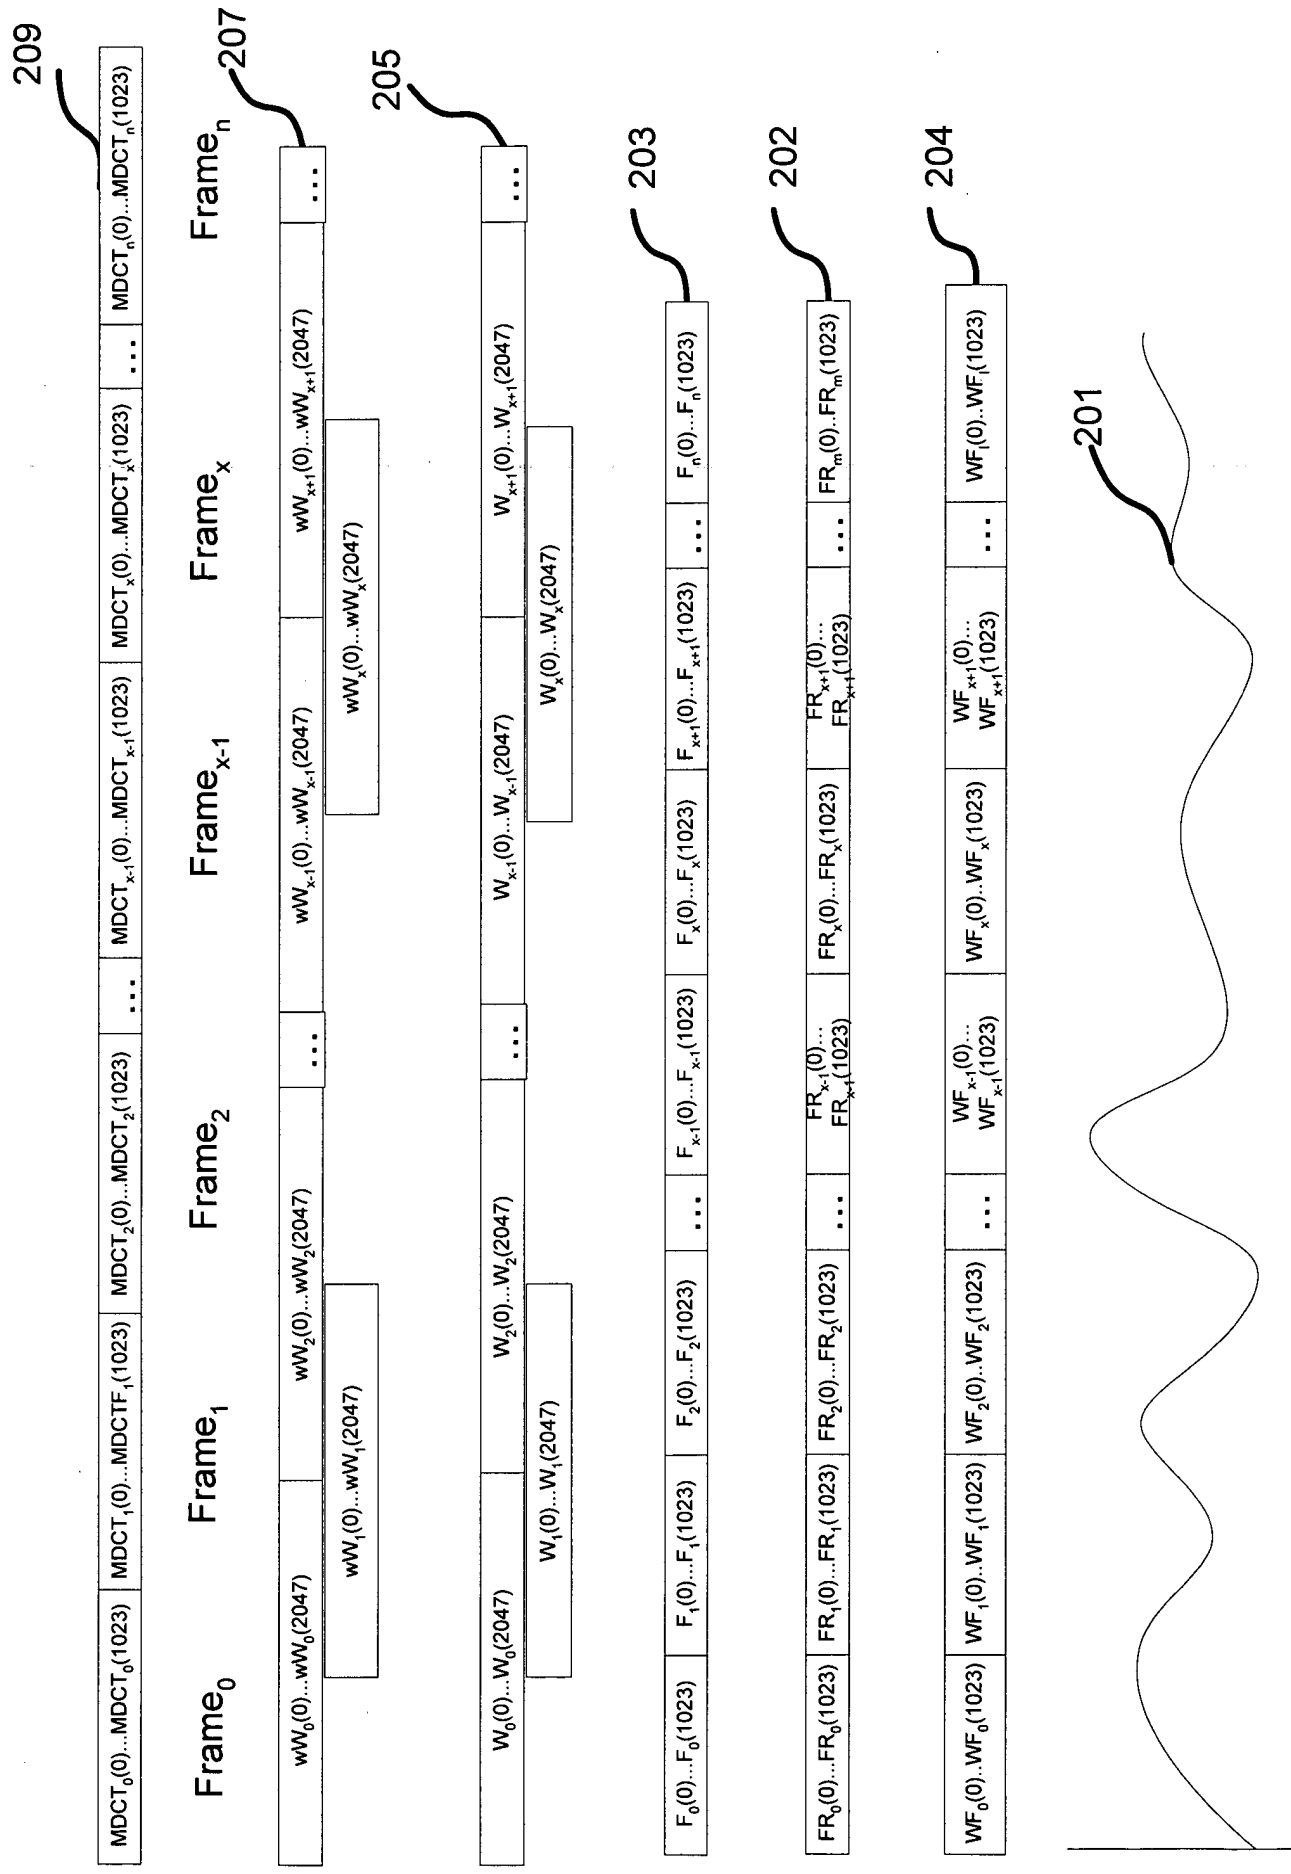 209
MDCT₀(0)...MDCT₀(1023) MDCT₁(0)...MDCTF₁(1023) MDCT₂(0)...MDCT₂(1023) ... MDCTₓ₋₁(0)...MDCTₓ₋₁(1023) MDCTₓ(0)...MDCTₓ(1023) ... MDCTₙ(0)...MDCTₙ(1023)
Frame₀ Frame₁ Frame₂ Frameₓ₋₁ Frameₓ Frameₙ
207
wW₀(0)...wW₀(2047) wW₂(0)...wW₂(2047) ... wWₓ₋₁(0)...wWₓ₋₁(2047) wWₓ₊₁(0)...wWₓ₊₁(2047) ...
wW₁(0)...wW₁(2047) wWₓ(0)...wWₓ(2047)
205
W₀(0)...W₀(2047) W₂(0)...W₂(2047) ... Wₓ₋₁(0)...Wₓ₋₁(2047) Wₓ₊₁(0)...Wₓ₊₁(2047) ...
W₁(0)...W₁(2047) Wₓ(0)...Wₓ(2047)
203
F₀(0)...F₀(1023) F₁(0)...F₁(1023) F₂(0)...F₂(1023) ... Fₓ₋₁(0)...Fₓ₋₁(1023) Fₓ(0)...Fₓ(1023) Fₓ₊₁(0)...Fₓ₊₁(1023) ... Fₙ(0)...Fₙ(1023)
202
FR₀(0)...FR₀(1023) FR₁(0)...FR₁(1023) FR₂(0)...FR₂(1023) ... FRₓ₋₁(0)... FRₓ₋₁(1023) FRₓ(0)...FRₓ(1023) FRₓ₊₁(0)... FRₓ₊₁(1023) ... FRₘ(0)..FRₘ(1023)
204
WF₀(0)..WF₀(1023) WF₁(0)...WF₁(1023) WF₂(0)..WF₂(1023) ... WFₓ₋₁(0)... WFₓ₋₁(1023) WFₓ(0)..WFₓ(1023) WFₓ₊₁(0)... WFₓ₊₁(1023) ... WFₗ(0)..WFₗ(1023)
201